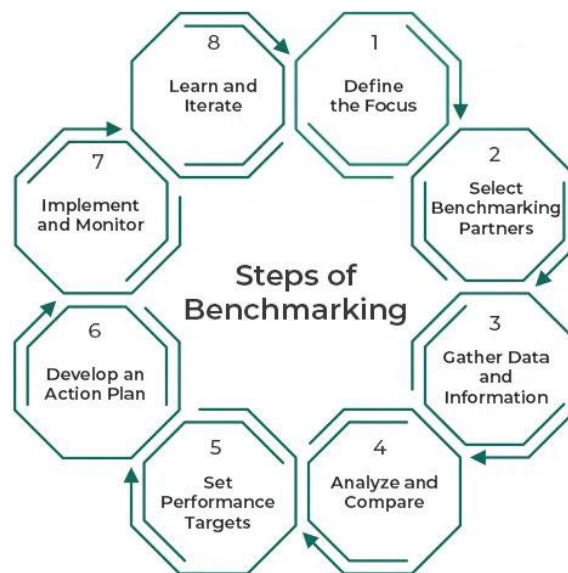 8
Learn and
Iterate
1
Define
the Focus
2
Select
Benchmarking
Partners
3
Gather Data
and
Information
4
Analyze and
Compare
5
Set
Performance
Targets
6
Develop an
Action Plan
7
Implement
and Monitor
Steps of
Benchmarking